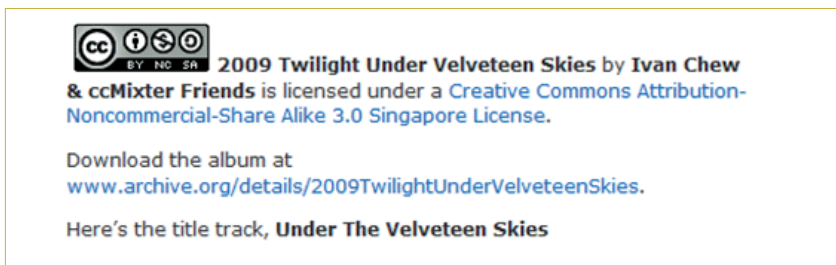 cc BY NC SA 2009 Twilight Under Velveteen Skies by Ivan Chew
& ccMixter Friends is licensed under a Creative Commons Attribution-
Noncommercial-Share Alike 3.0 Singapore License.
Download the album at
www.archive.org/details/2009TwilightUnderVelveteenSkies.
Here’s the title track, Under The Velveteen Skies